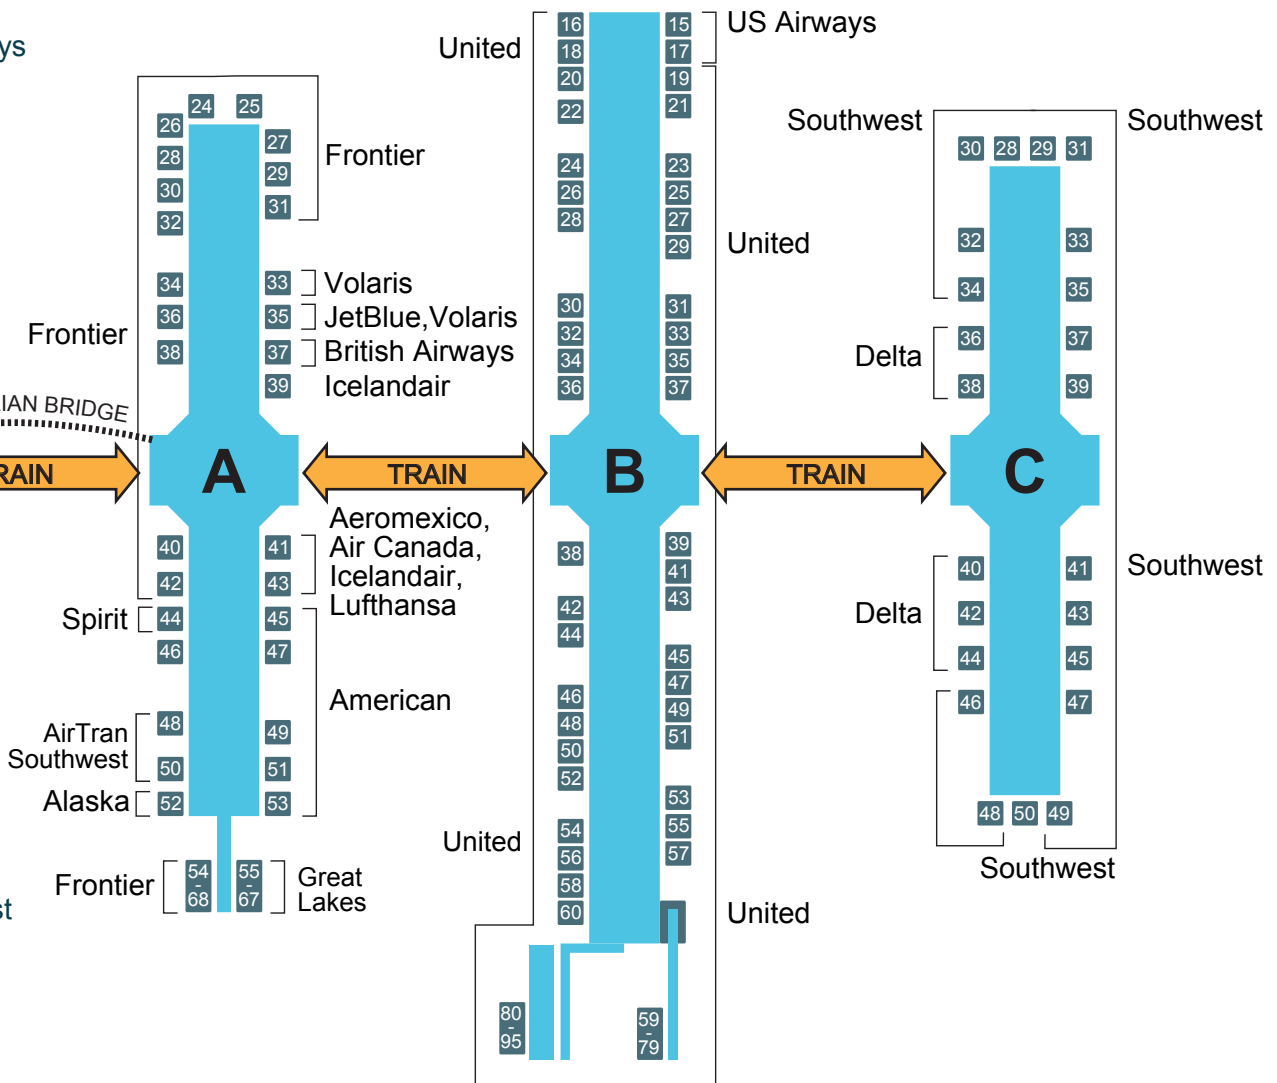 ys
United
16
15
US Airways
18
17
20
19
22
21
24
25
26
27
Frontier
28
29
30
31
32
24
23
26
25
28
27
29
United
Southwest
Southwest
30
28
29
31
32
33
34
35
34
33
Volaris
36
35
JetBlue,Volaris
Frontier
38
37
British Airways
39
Icelandair
30
31
32
33
34
35
36
37
Delta
36
37
38
39
IAN BRIDGE
RAIN
A
TRAIN
B
TRAIN
C
Aeromexico,
Air Canada,
Icelandair,
Lufthansa
40
41
42
43
Spirit
44
45
46
47
American
AirTran
Southwest
48
49
50
51
Alaska
52
53
Frontier
54
-
68
55
-
67
Great
Lakes
st
38
39
41
42
43
44
45
46
47
48
49
50
51
52
53
54
55
United
56
57
58
60
United
80
-
95
59
-
79
40
41
Southwest
Delta
42
43
44
45
46
47
48
50
49
Southwest